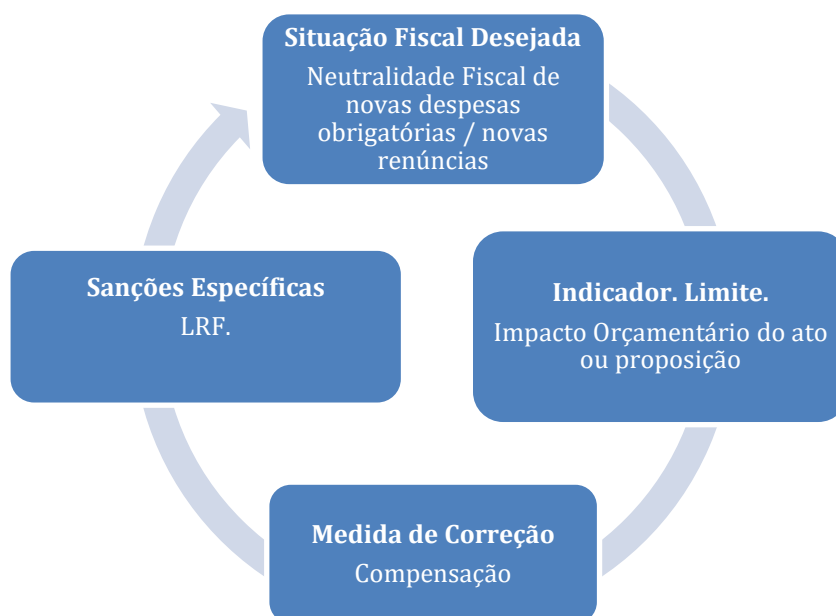 Situação Fiscal Desejada
Neutralidade Fiscal de
novas despesas
obrigatórias / novas
renúncias
Indicador. Limite.
Impacto Orçamentário do ato
ou proposição
Medida de Correção
Compensação
Sanções Específicas
LRF.